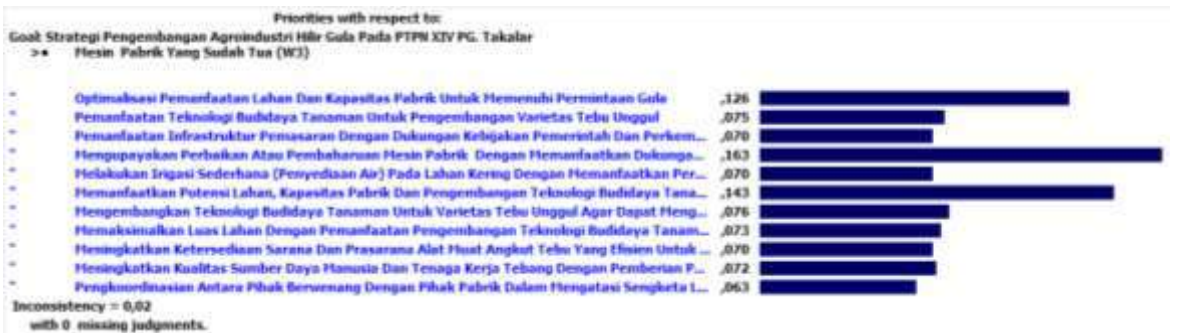 Priorities with respect to:
Goal: Strategi Pengembangan Agroindustri Hilir Gula Pada PTPN XIV PG. Takalar
>• Mesin Pabrik Yang Sudah Tua (W3)
Optimalisasi Pemanfaatan Lahan Dan Kapasitas Pabrik Untuk Memenuhi Permintaan Gula ,126
Pemanfaatan Teknologi Budidaya Tanaman Untuk Pengembangan Varietas Tebu Unggul ,075
Pemanfaatan Infrastruktur Pemasaran Dengan Dukungan Kebijakan Pemerintah Dan Perkem... ,070
Mengupayakan Perbaikan Atau Pembaharuan Mesin Pabrik Dengan Memanfaatkan Dukunga... ,163
Melakukan Irigasi Sederhana (Penyediaan Air) Pada Lahan Kering Dengan Memanfaatkan Per... ,070
Memanfaatkan Potensi Lahan, Kapasitas Pabrik Dan Pengembangan Teknologi Budidaya Tana... ,143
Mengembangkan Teknologi Budidaya Tanaman Untuk Varietas Tebu Unggul Agar Dapat Meng... ,076
Memaksimalkan Luas Lahan Dengan Pemanfaatan Pengembangan Teknologi Budidaya Tanam... ,073
Meningkatkan Ketersediaan Sarana Dan Prasarana Alat Muat Angkut Tebu Yang Efisien Untuk ... ,070
Meningkatkan Kualitas Sumber Daya Manusia Dan Tenaga Kerja Tebang Dengan Pemberian P... ,072
Pengkoordinasian Antara Pihak Berwenang Dengan Pihak Pabrik Dalam Mengatasi Sengketa L... ,063
Inconsistency = 0,02
with 0 missing judgments.